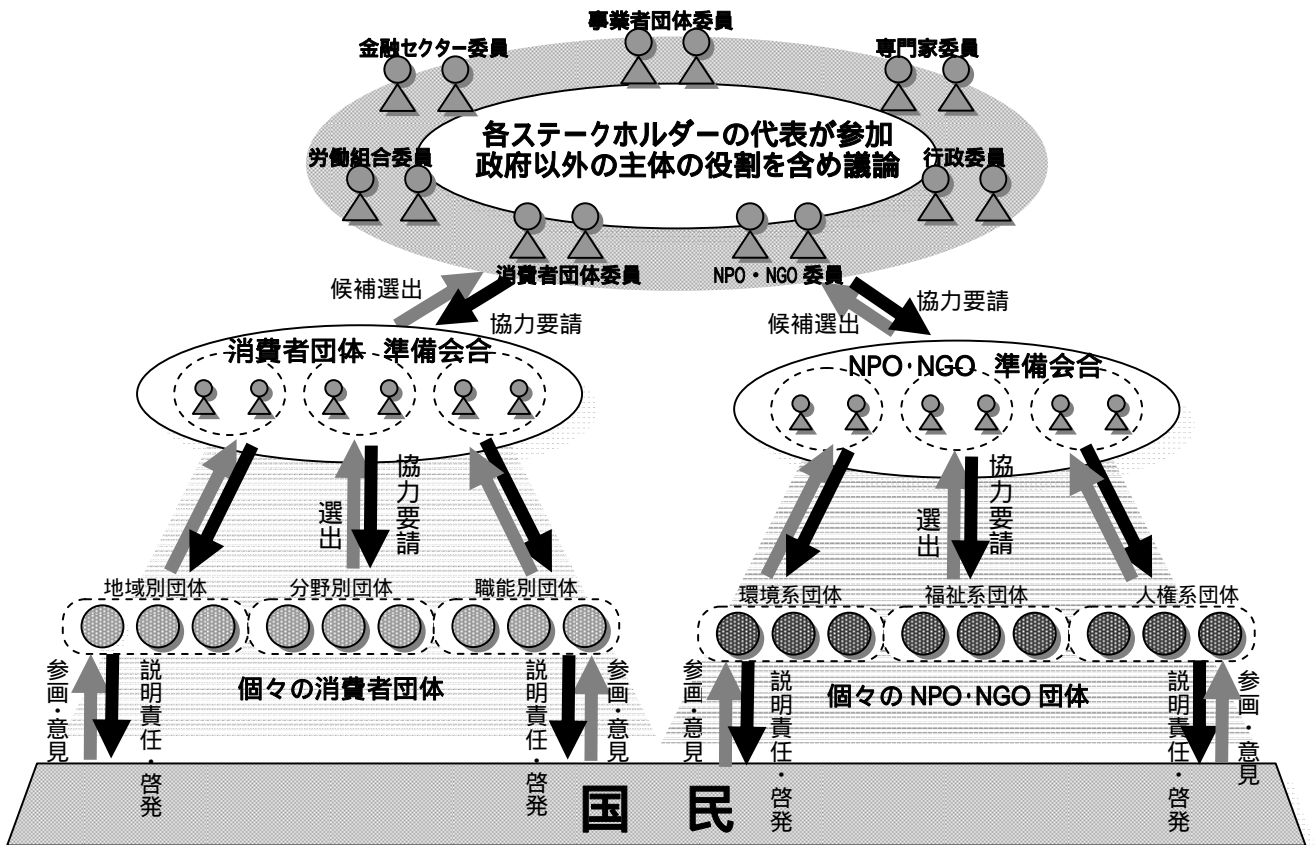 事業者団体委員
金融セクター委員
専門家委員
各ステークホルダーの代表が参加
政府以外の主体の役割を含め議論
労働組合委員
行政委員
消費者団体委員
NPO・NGO 委員
候補選出
協力要請
候補選出
協力要請
消費者団体 準備会合
NPO・NGO 準備会合
選出
協力要請
選出
協力要請
地域別団体
分野別団体
職能別団体
環境系団体
福祉系団体
人権系団体
参画・意見
説明責任・啓発
個々の消費者団体
説明責任・啓発
参画・意見
参画・意見
説明責任・啓発
個々の NPO・NGO 団体
説明責任・啓発
参画・意見
国 民